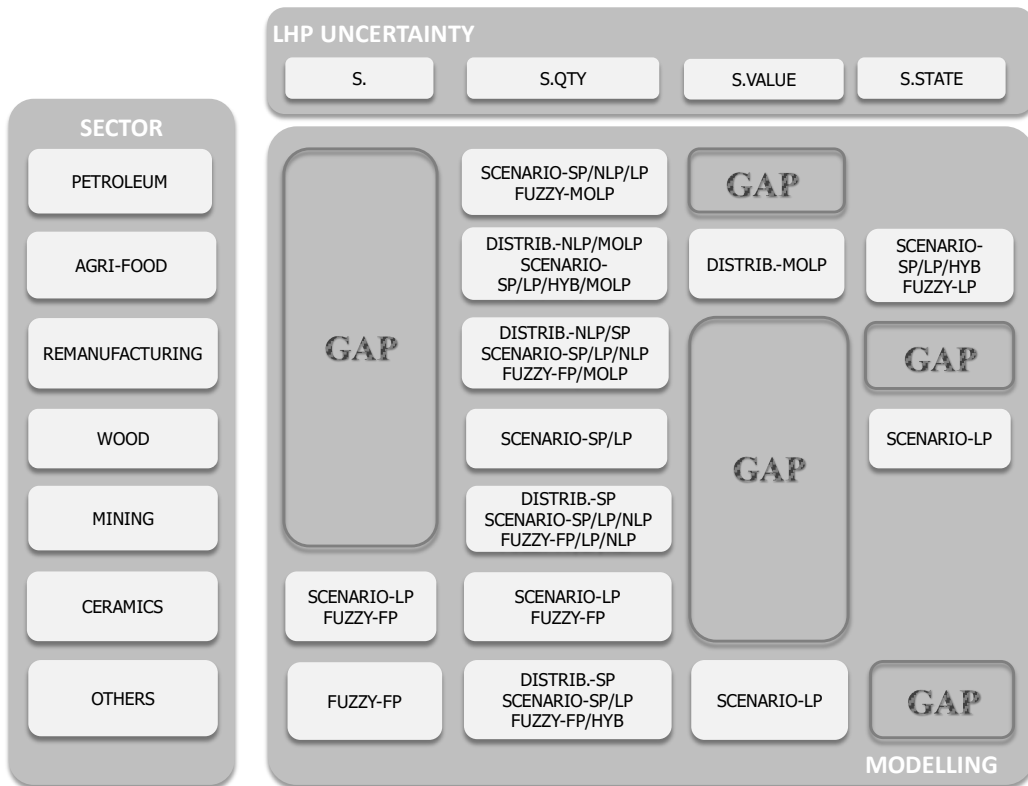 LHP UNCERTAINTY
S.
S.QTY
S.VALUE
S.STATE
SECTOR
PETROLEUM
SCENARIO-SP/NLP/LP
FUZZY-MOLP
GAP
AGRI-FOOD
DISTRIB.-NLP/MOLP
SCENARIO-
SP/LP/HYB/MOLP
DISTRIB.-MOLP
SCENARIO-
SP/LP/HYB
FUZZY-LP
REMANUFACTURING
GAP
DISTRIB.-NLP/SP
SCENARIO-SP/LP/NLP
FUZZY-FP/MOLP
GAP
WOOD
SCENARIO-SP/LP
GAP
SCENARIO-LP
MINING
DISTRIB.-SP
SCENARIO-SP/LP/NLP
FUZZY-FP/LP/NLP
CERAMICS
SCENARIO-LP
FUZZY-FP
SCENARIO-LP
FUZZY-FP
OTHERS
FUZZY-FP
DISTRIB.-SP
SCENARIO-SP/LP
FUZZY-FP/HYB
SCENARIO-LP
GAP
MODELLING